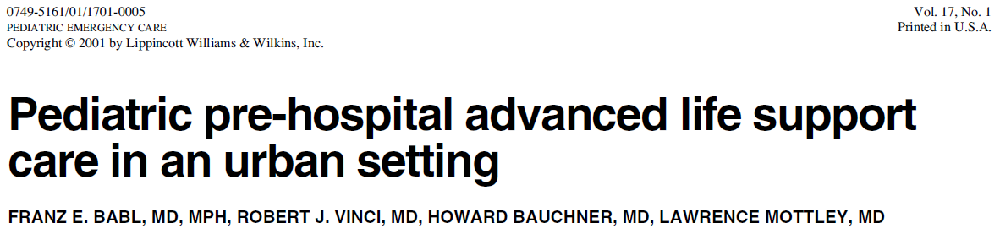 0749-5161/01/1701-0005
PEDIATRIC EMERGENCY CARE
Copyright © 2001 by Lippincott Williams & Wilkins, Inc.
Vol. 17, No. 1
Printed in U.S.A.
Pediatric pre-hospital advanced life support
care in an urban setting
FRANZ E. BABL, MD, MPH, ROBERT J. VINCI, MD, HOWARD BAUCHNER, MD, LAWRENCE MOTTLEY, MD